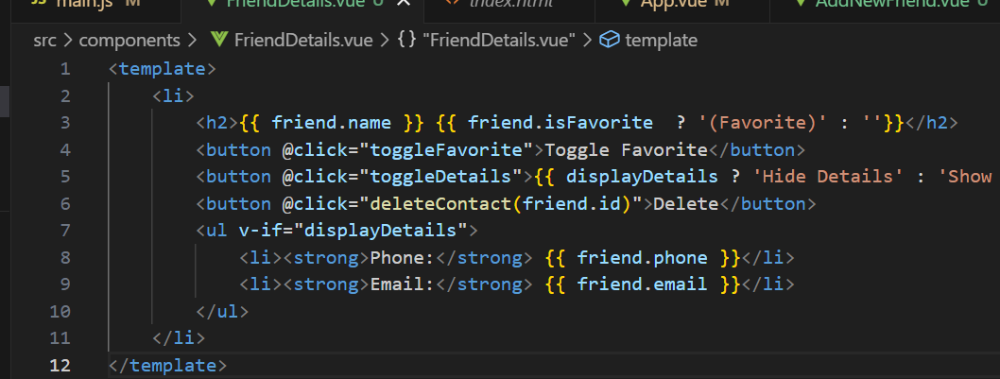 main.js M FriendDetails.vue U index.html App.vue M AddNewFriend.vue U
src > components > FriendDetails.vue > {} "FriendDetails.vue" > template
1 <template>
2 <li>
3 <h2>{{ friend.name }} {{ friend.isFavorite  ? '(Favorite)' : ''}}</h2>
4 <button @click="toggleFavorite">Toggle Favorite</button>
5 <button @click="toggleDetails">{{ displayDetails ? 'Hide Details' : 'Show
6 <button @click="deleteContact(friend.id)">Delete</button>
7 <ul v-if="displayDetails">
8 <li><strong>Phone:</strong> {{ friend.phone }}</li>
9 <li><strong>Email:</strong> {{ friend.email }}</li>
10 </ul>
11 </li>
12 </template>